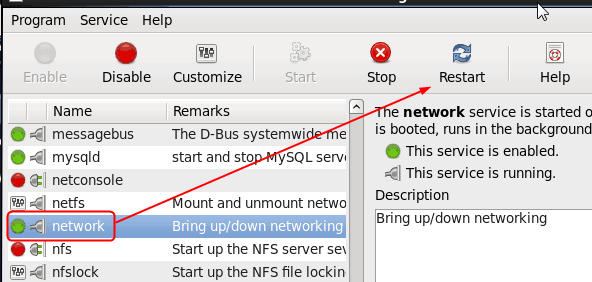 Program Service Help
Enable Disable Customize Start Stop Restart Help
Name Remarks
messagebus The D-Bus systemwide me
mysqld start and stop MySQL serve
netconsole
netfs Mount and unmount netwo
network Bring up/down networking
nfs Start up the NFS server sev
nfslock Start up the NFS file lockin
The network service is started o
is booted, runs in the background
This service is enabled.
This service is running.
Description
Bring up/down networking